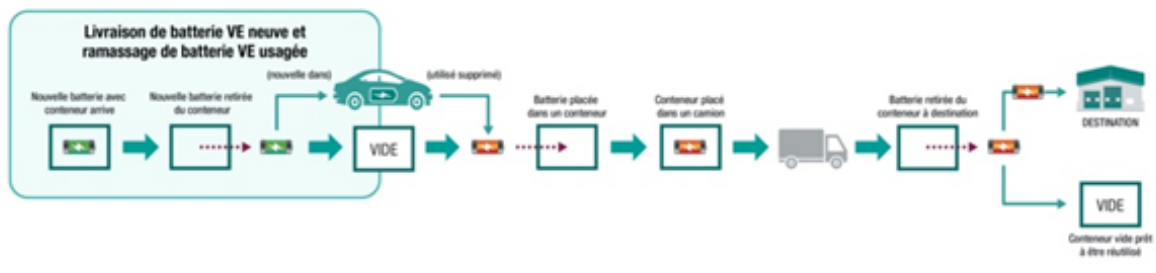 Livraison de batterie VE neuve et
ramassage de batterie VE usagée
(nouvelle dans)
(utilisé supprimé)
Nouvelle batterie avec
conteneur arrive
Nouvelle batterie retirée
du conteneur
VIDE
Batterie placée
dans un conteneur
Conteneur placé
dans un camion
Batterie retirée du
conteneur à destination
DESTINATION
VIDE
Conteneur vide prêt
à être réutilisé